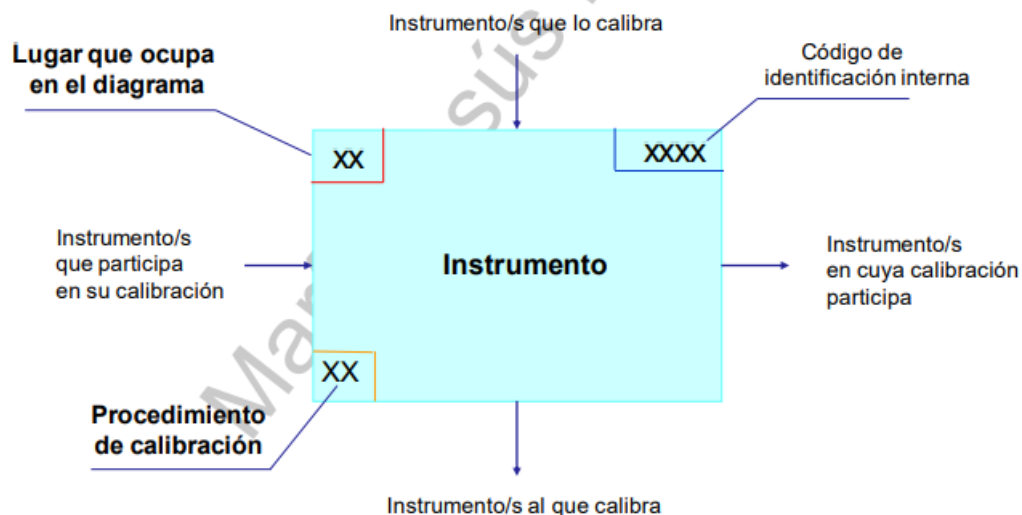 Instrumento/s que lo calibra
Lugar que ocupa
en el diagrama
Código de
identificación interna
XX
XXXX
Instrumento/s
que participa
en su calibración
Instrumento
Instrumento/s
en cuya calibración
participa
XX
Procedimiento
de calibración
Instrumento/s al que calibra